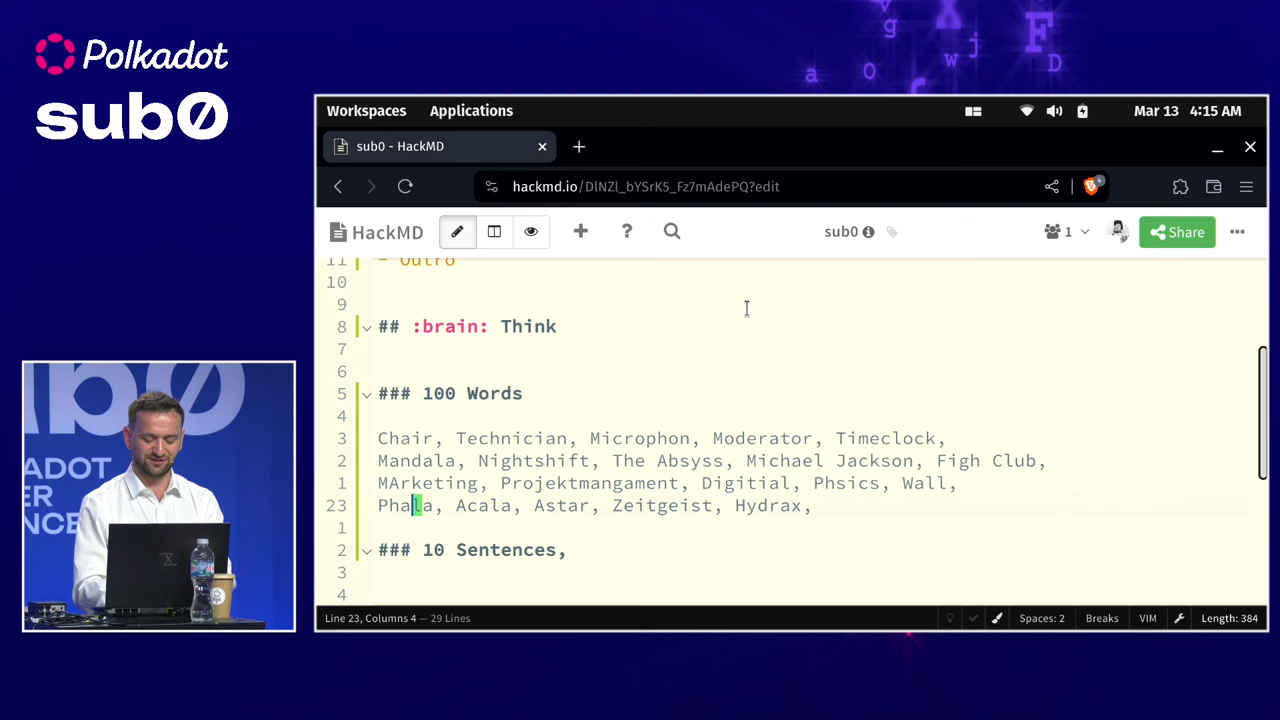 Polkadot
sub0
Workspaces Applications Mar 13 4:15 AM
sub0 - HackMD
hackmd.io/DlNZl_bYSrK5_Fz7mAdePQ?edit 4
HackMD sub0 1 Share
11 - Outro
10
9
8 ## :brain: Think
7
6
5 ### 100 Words
4
3 Chair, Technician, Microphon, Moderator, Timeclock,
2 Mandala, Nightshift, The Absyss, Michael Jackson, Figh Club,
1 MArketing, Projektmangament, Digitial, Phsics, Wall,
23 Phala, Acala, Astar, Zeitgeist, Hydrax,
1
2 ### 10 Sentences,
3
4
Line 23, Columns 4 — 29 Lines Spaces: 2 Breaks VIM Length: 384